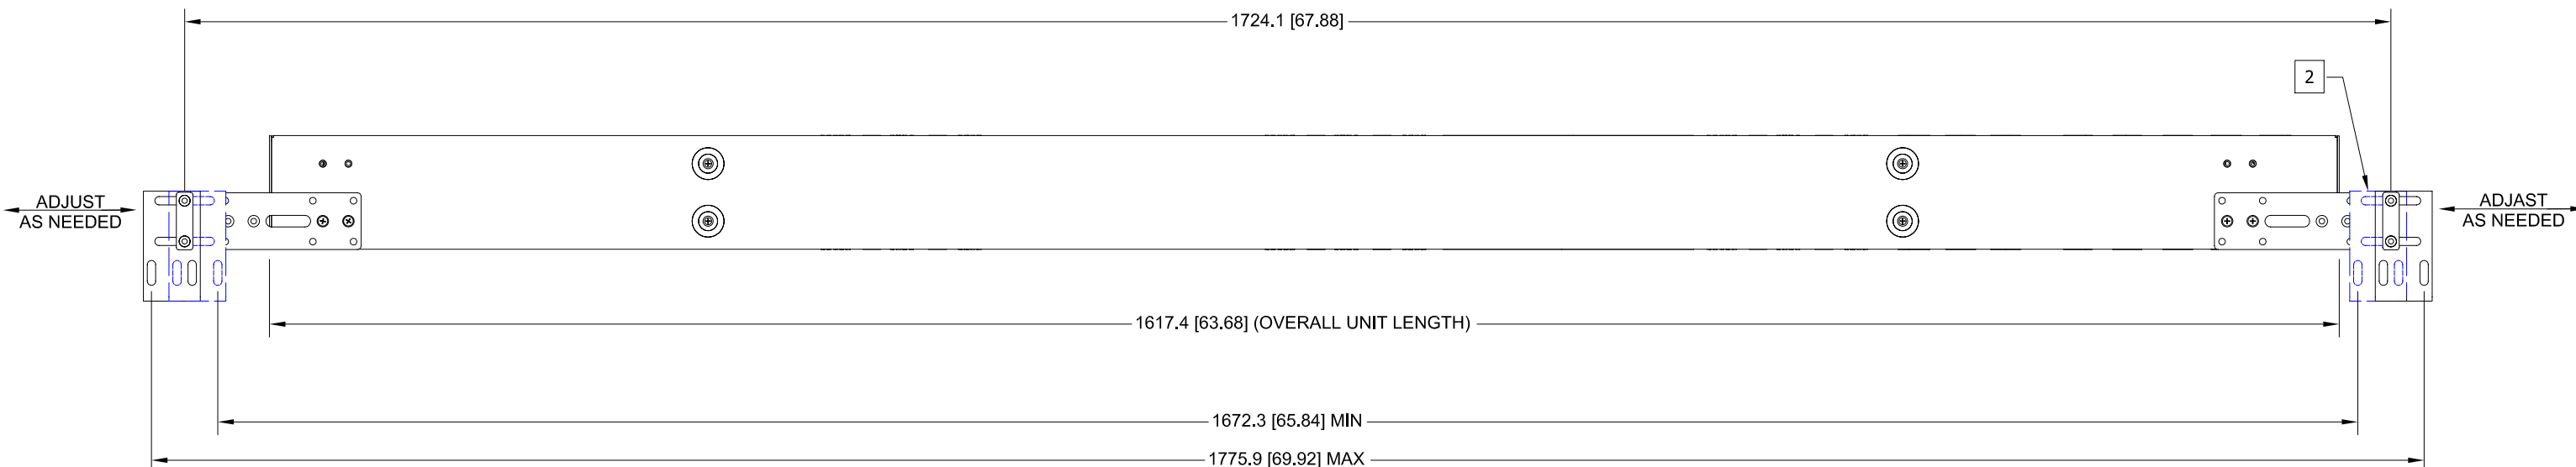 1724.1 [67.88]
2
ADJUST
AS NEEDED
ADJAST
AS NEEDED
1617.4 [63.68] (OVERALL UNIT LENGTH)
1672.3 [65.84] MIN
1775.9 [69.92] MAX